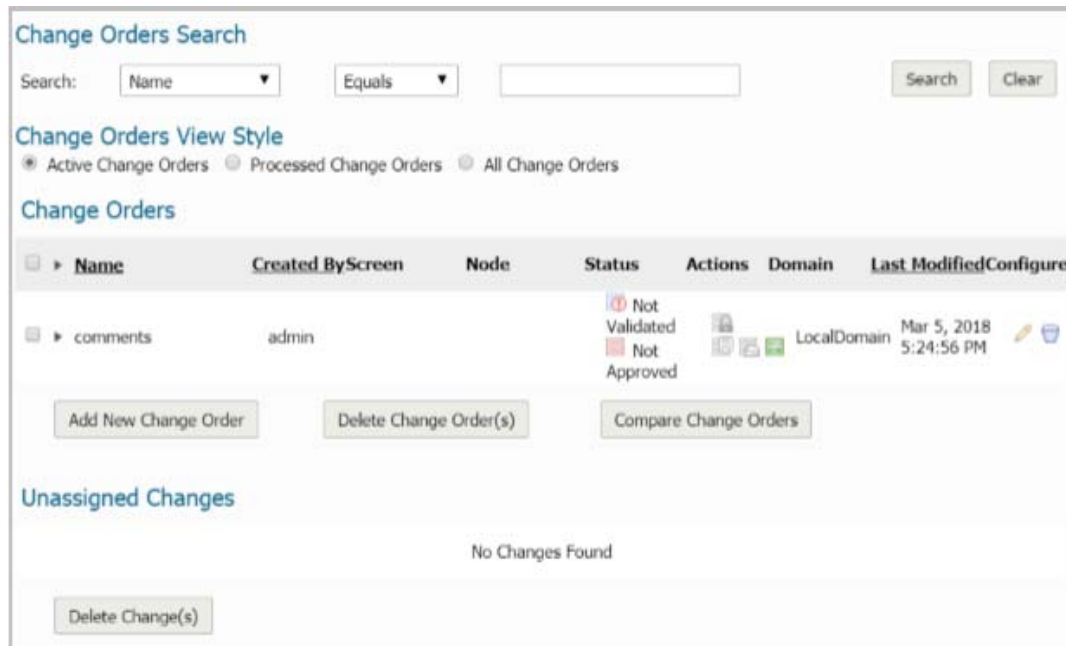 Change Orders Search
Search: Name Equals Search Clear
Change Orders View Style
Active Change Orders Processed Change Orders All Change Orders
Change Orders
Name Created By Screen Node Status Actions Domain Last Modified Configure
comments admin Not Validated Not Approved LocalDomain Mar 5, 2018 5:24:56 PM
Add New Change Order Delete Change Order(s) Compare Change Orders
Unassigned Changes
No Changes Found
Delete Change(s)